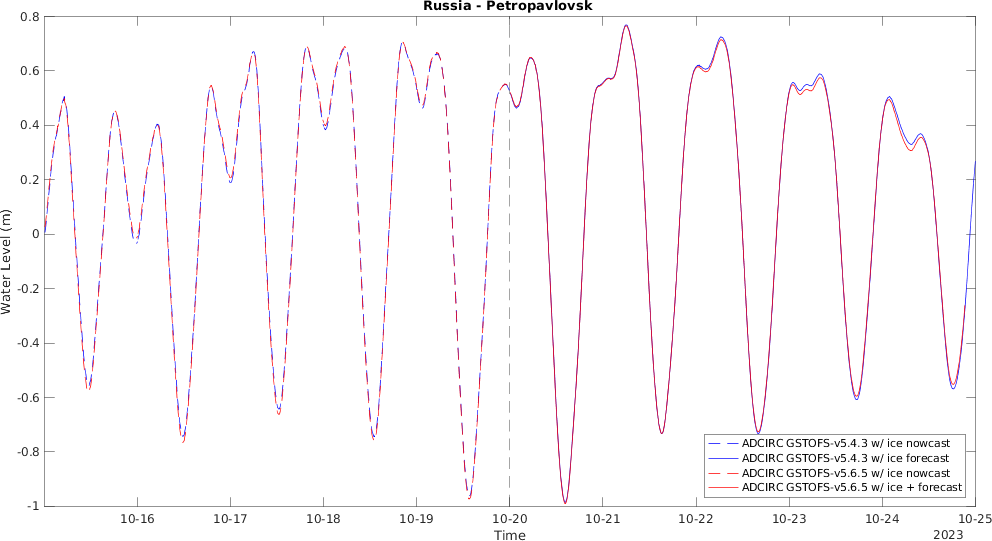 Russia - Petropavlovsk
0.8
0.6
0.4
0.2
0
-0.2
-0.4
-0.6
-0.8
-1
Water Level (m)
ADCIRC GSTOFS-v5.4.3 w/ ice nowcast
ADCIRC GSTOFS-v5.4.3 w/ ice forecast
ADCIRC GSTOFS-v5.6.5 w/ ice nowcast
ADCIRC GSTOFS-v5.6.5 w/ ice + forecast
10-16 10-17 10-18 10-19 10-20 10-21 10-22 10-23 10-24 10-25
Time
2023